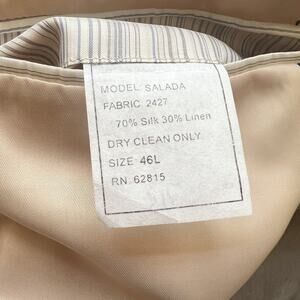 MODEL: SALADA
FABRIC: 2427
70% Silk 30% Linen
DRY CLEAN ONLY
SIZE: 46L
RN. 62815